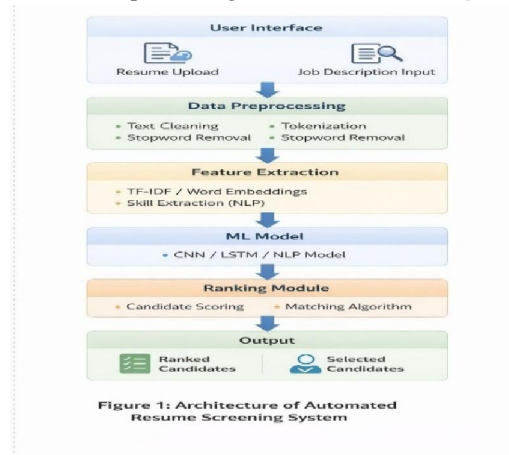 User Interface
Resume Upload Job Description Input
Data Preprocessing
• Text Cleaning • Tokenization
• Stopword Removal • Stopword Removal
Feature Extraction
• TF-IDF / Word Embeddings
• Skill Extraction (NLP)
ML Model
• CNN / LSTM / NLP Model
Ranking Module
• Candidate Scoring • Matching Algorithm
Output
Ranked Selected
Candidates Candidates
Figure 1: Architecture of Automated
Resume Screening System